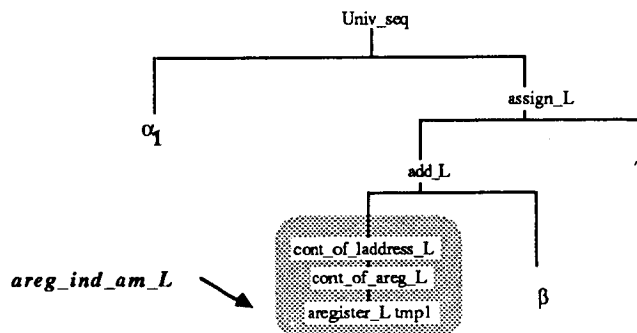 Univ_seq
assign_L
α1
add_L
cont_of_laddress_L
areg_ind_am_L
cont_of_areg_L
aregister_L tmp1
β